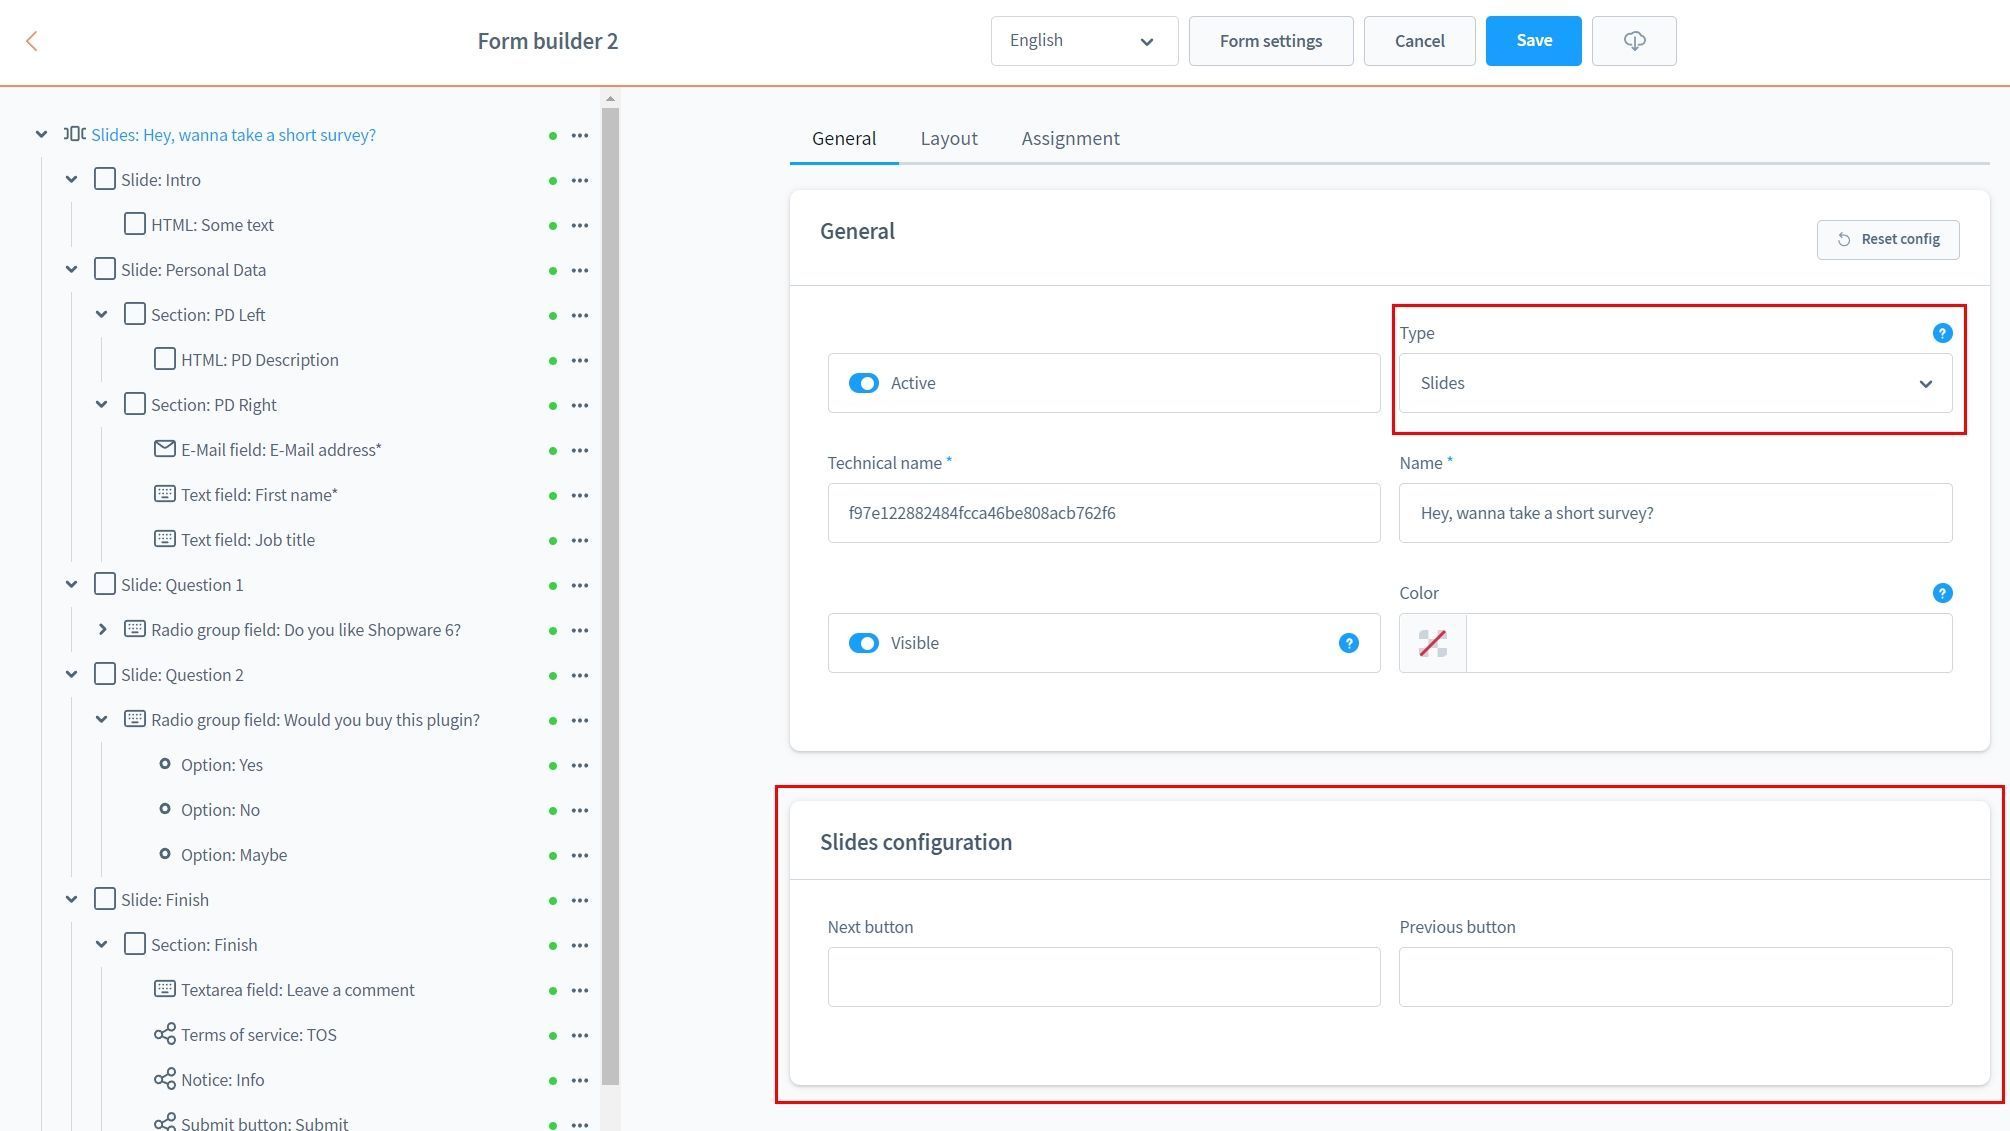 Form builder 2
English
Form settings
Cancel
Save
Slides: Hey, wanna take a short survey?
Slide: Intro
HTML: Some text
Slide: Personal Data
Section: PD Left
HTML: PD Description
Section: PD Right
E-Mail field: E-Mail address*
Text field: First name*
Text field: Job title
Slide: Question 1
Radio group field: Do you like Shopware 6?
Slide: Question 2
Radio group field: Would you buy this plugin?
Option: Yes
Option: No
Option: Maybe
Slide: Finish
Section: Finish
Textarea field: Leave a comment
Terms of service: TOS
Notice: Info
Submit button: Submit
General Layout Assignment
General
Reset config
Type ?
Active
Slides
Technical name *
Name *
f97e122882484fcca46be808acb762f6
Hey, wanna take a short survey?
Color ?
Visible ?
Slides configuration
Next button
Previous button